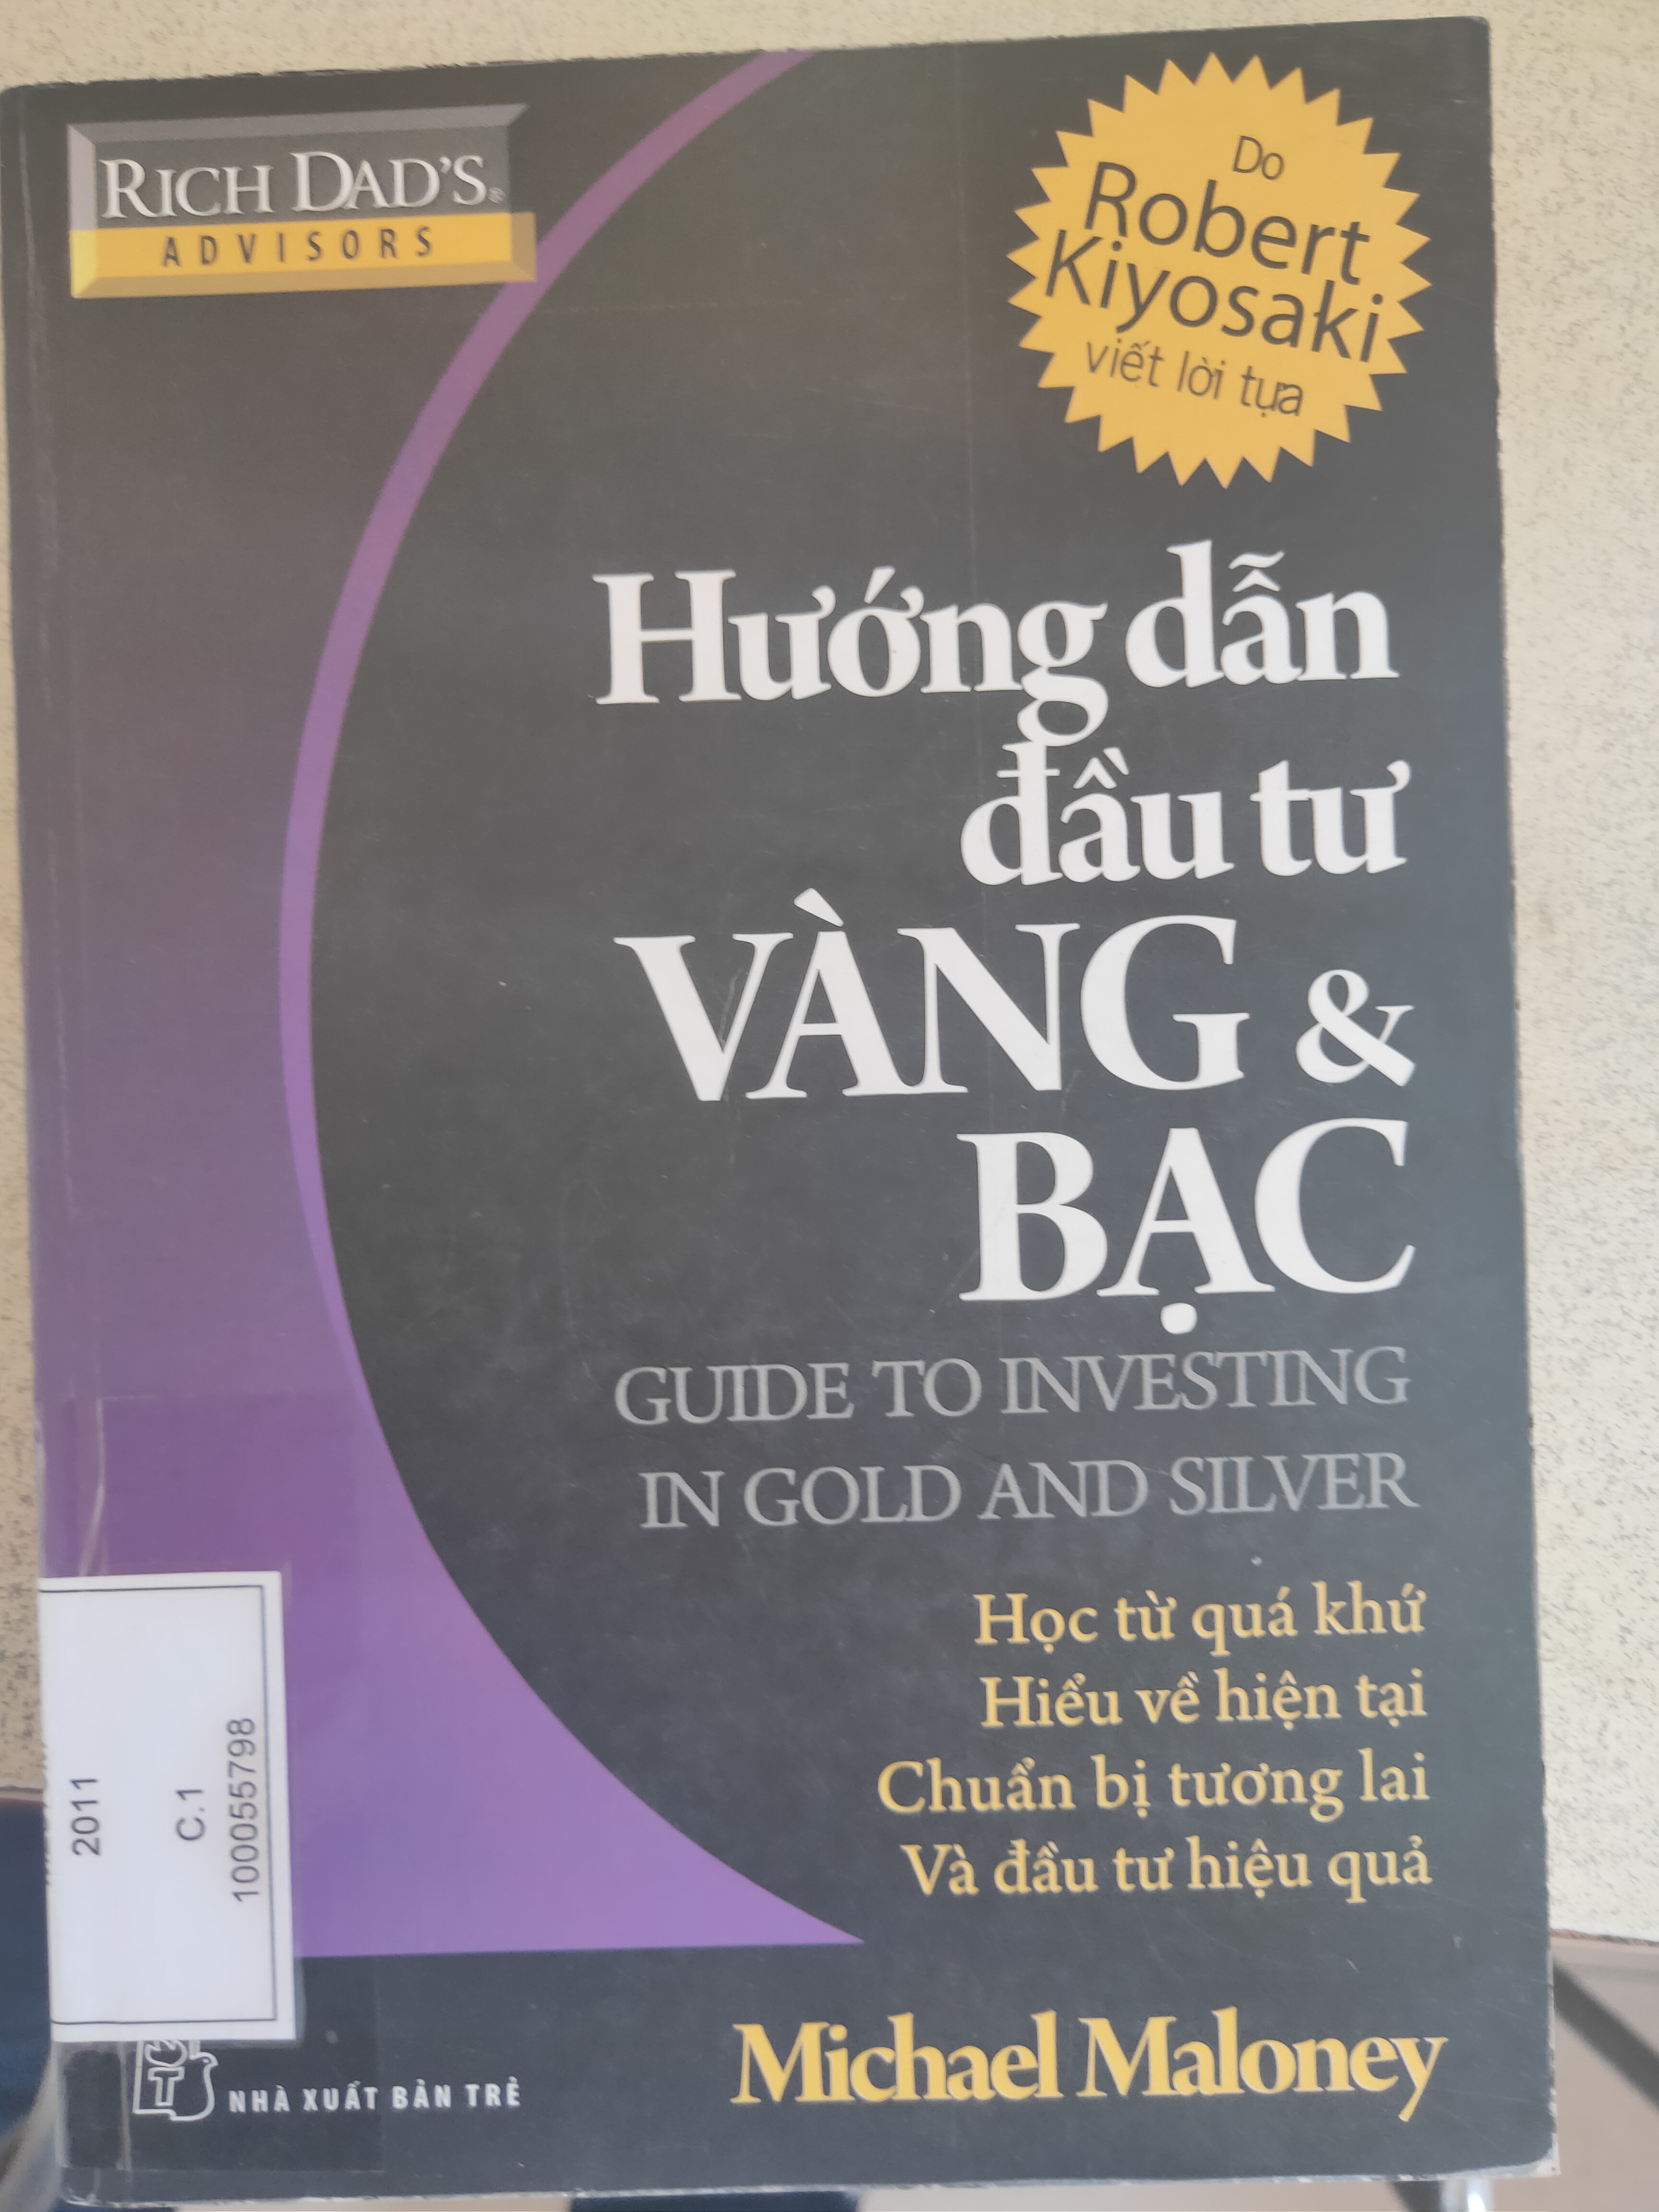 RICH DAD'S®
ADVISORS
Do
Robert
Kiyosaki
viết lời tựa
Hướng dẫn
đầu tư
VÀNG &
BẠC
GUIDE TO INVESTING
IN GOLD AND SILVER
Học từ quá khứ
Hiểu về hiện tại
Chuẩn bị tương lai
Và đầu tư hiệu quả
2011
C.1
1000055798
Michael Maloney
NHÀ XUẤT BẢN TRẺ